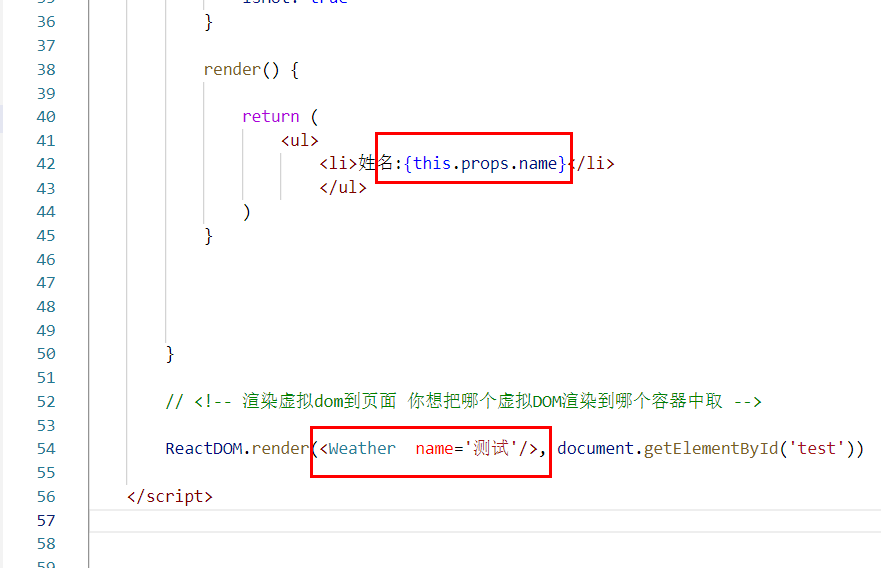 35 isHot: true
36 }
37
38 render() {
39
40 return (
41 <ul>
42 <li>姓名:{this.props.name}</li>
43 </ul>
44 )
45 }
46
47
48
49
50 }
51
52 // <!-- 渲染虚拟dom到页面 你想把哪个虚拟DOM渲染到哪个容器中取 -->
53
54 ReactDOM.render(<Weather  name='测试'/>, document.getElementById('test'))
55
56 </script>
57
58
59